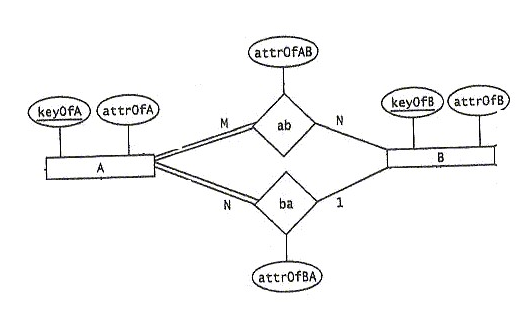 attrOfAB
keyOfA
attrOfA
keyOfB
attrOfB
M
ab
N
A
B
N
ba
1
attrOfBA